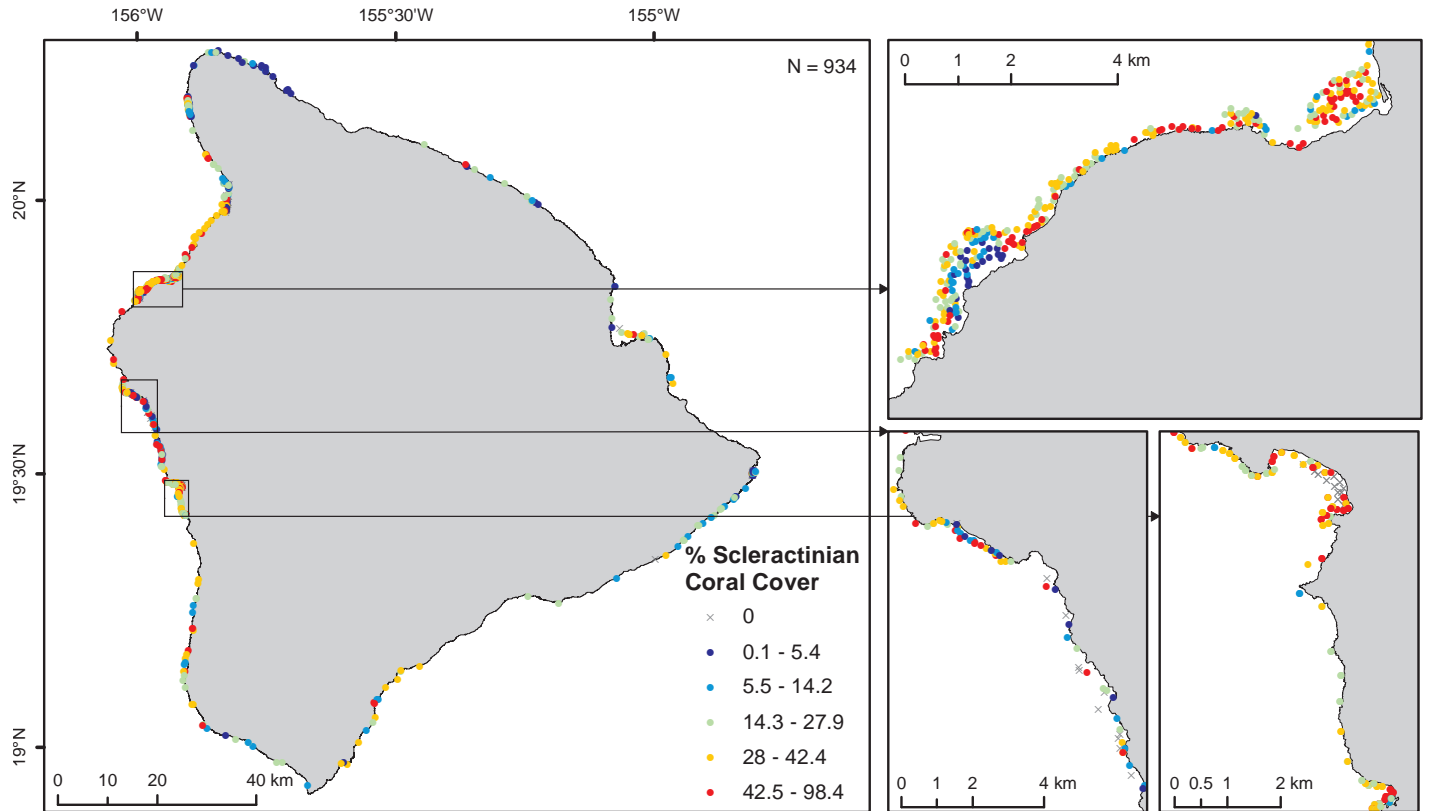 156°W 155°30'W 155°W
N = 934
20°N
19°30'N
19°N
% Scleractinian
Coral Cover
0
0.1 - 5.4
5.5 - 14.2
14.3 - 27.9
28 - 42.4
42.5 - 98.4
0 10 20 40 km
0 1 2 4 km
0 1 2 4 km
0 0.5 1 2 km